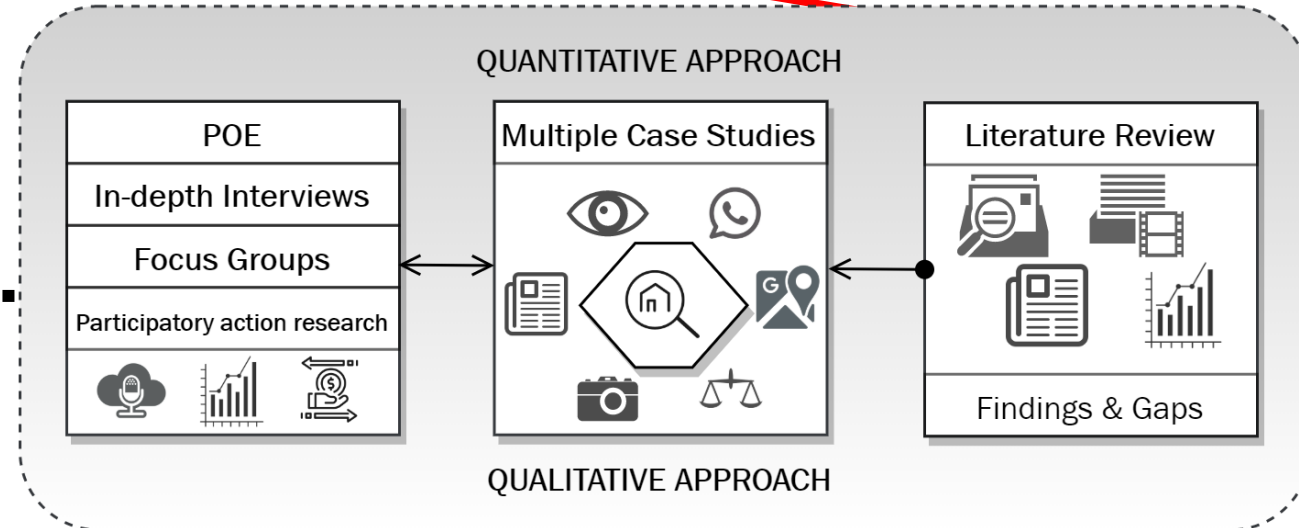 QUANTITATIVE APPROACH
POE
In-depth Interviews
Focus Groups
Participatory action research
Multiple Case Studies
G
Literature Review
Findings & Gaps
QUALITATIVE APPROACH